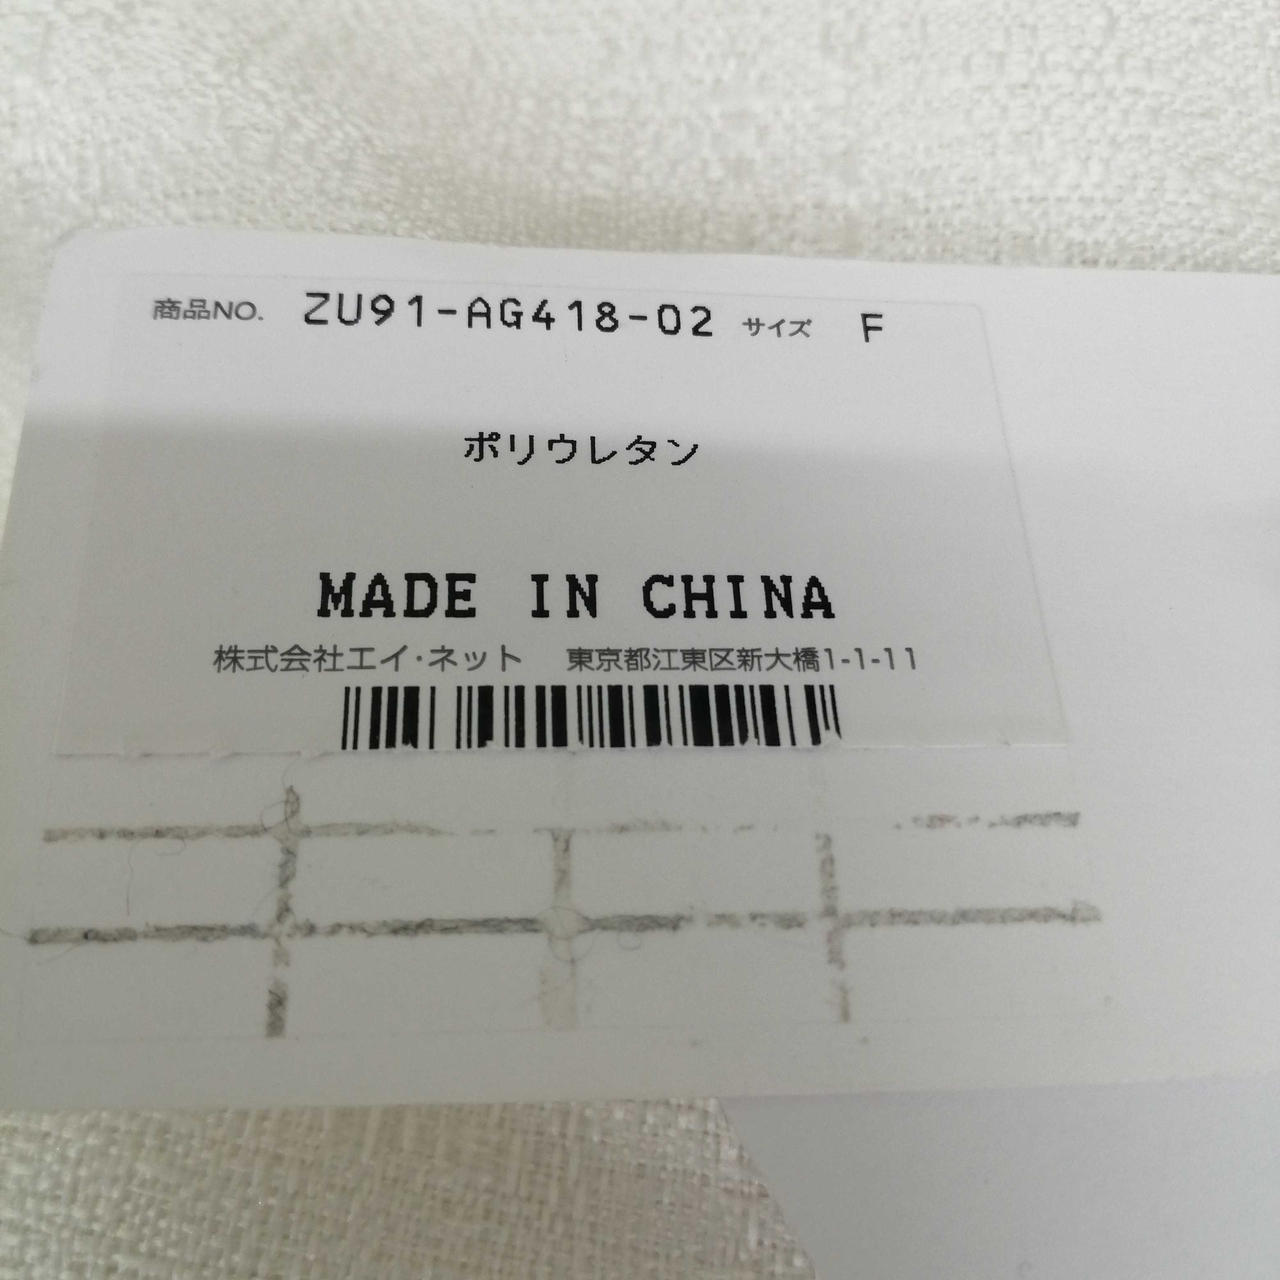 商品NO. ZU91-AG418-02 サイズ F
ポリウレタン
MADE IN CHINA
株式会社エイ・ネット 東京都江東区新大橋1-1-11